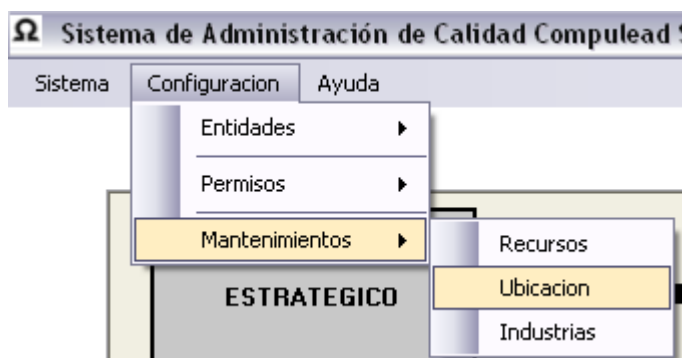 Ω Sistema de Administración de Calidad Compulead
Sistema Configuracion Ayuda
Entidades
Permisos
Mantenimientos
Recursos
Ubicacion
Industrias
ESTRATEGICO